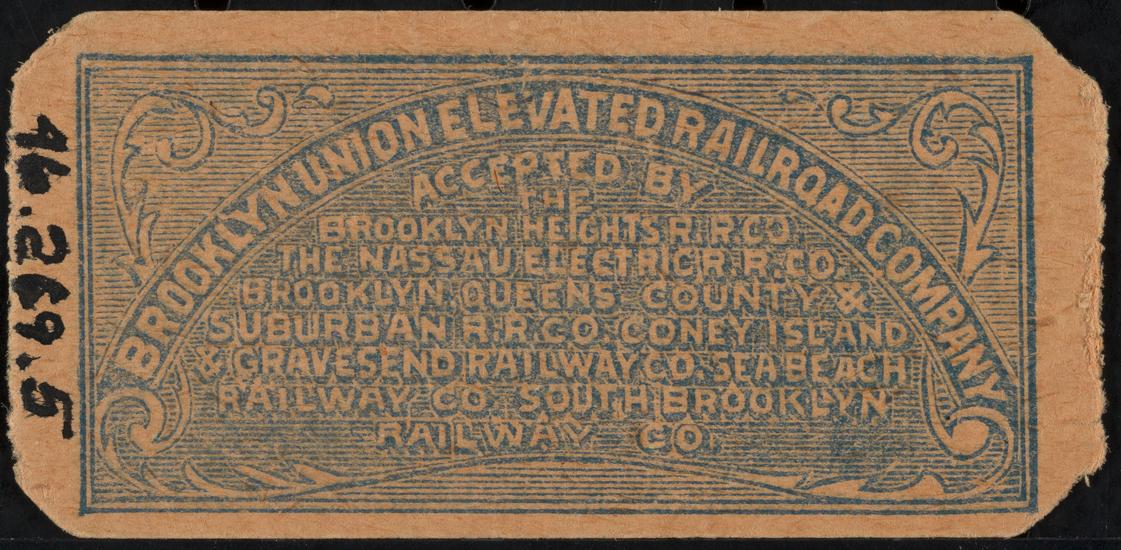 BROOKLYN UNION ELEVATED RAILROAD COMPANY
ACCEPTED BY
THE
BROOKLYN HEIGHTS R.R.CO.
THE NASSAU ELECTRIC R.R.CO.
BROOKLYN, QUEENS COUNTY &
SUBURBAN R.R.CO. CONEY ISLAND
& GRAVESEND RAILWAY CO. SEA BEACH
RAILWAY CO. SOUTH BROOKLYN
RAILWAY CO.
46.269.5